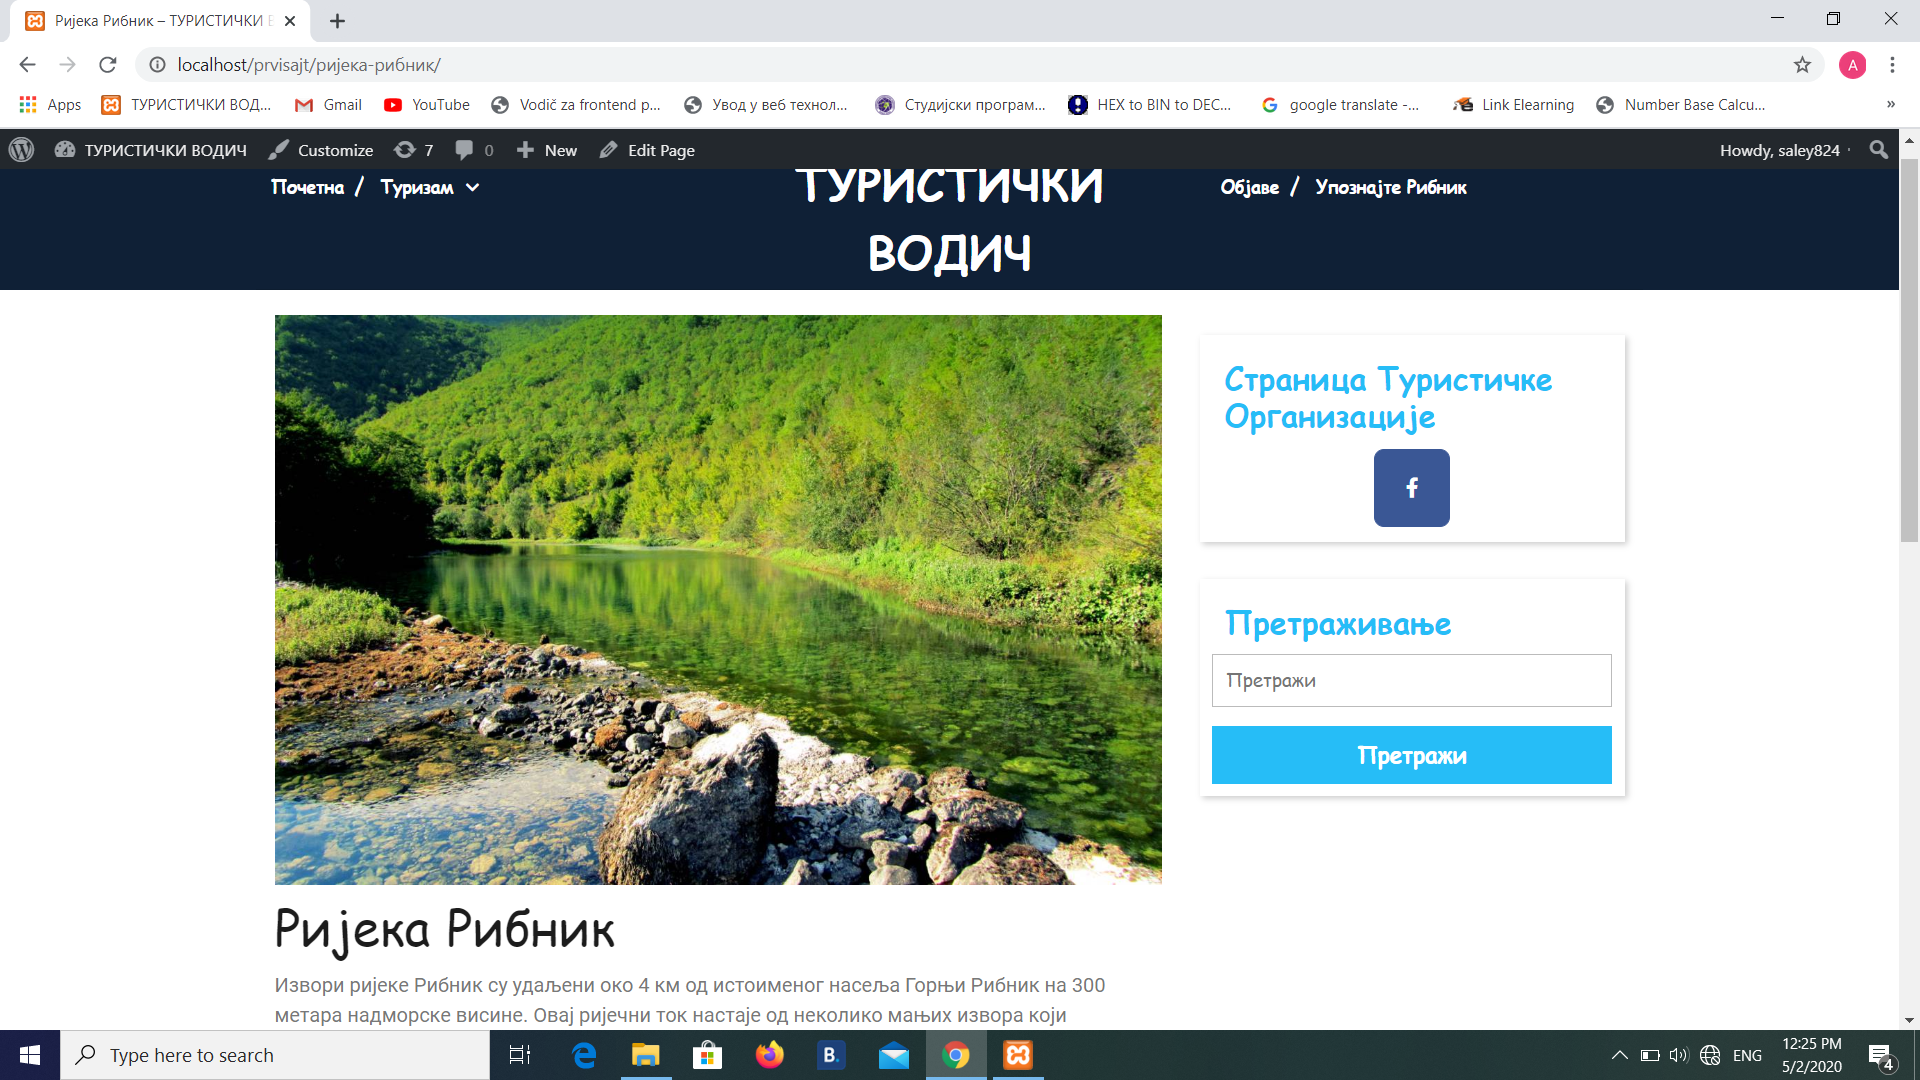 Ријека Рибник – ТУРИСТИЧКИ В
localhost/prvisajt/ријека-рибник/
A
Apps
ТУРИСТИЧКИ ВОД...
Gmail
YouTube
Vodič za frontend p...
Увод у веб технол...
Студијски програм...
HEX to BIN to DEC...
google translate -...
Link Elearning
Number Base Calcu...
»
ТУРИСТИЧКИ ВОДИЧ
Customize
7
0
New
Edit Page
Howdy, saley824
Почетна /
Туризам
ТУРИСТИЧКИ
ВОДИЧ
Објаве /
Упознајте Рибник
Страница Туристичке
Организације
Претраживање
Претражи
Претражи
Ријека Рибник
Извори ријеке Рибник су удаљени око 4 км од истоименог насеља Горњи Рибник на 300
метара надморске висине. Овај ријечни ток настаје од неколико мањих извора који
Type here to search
B.
ENG
12:25 PM
5/2/2020
4